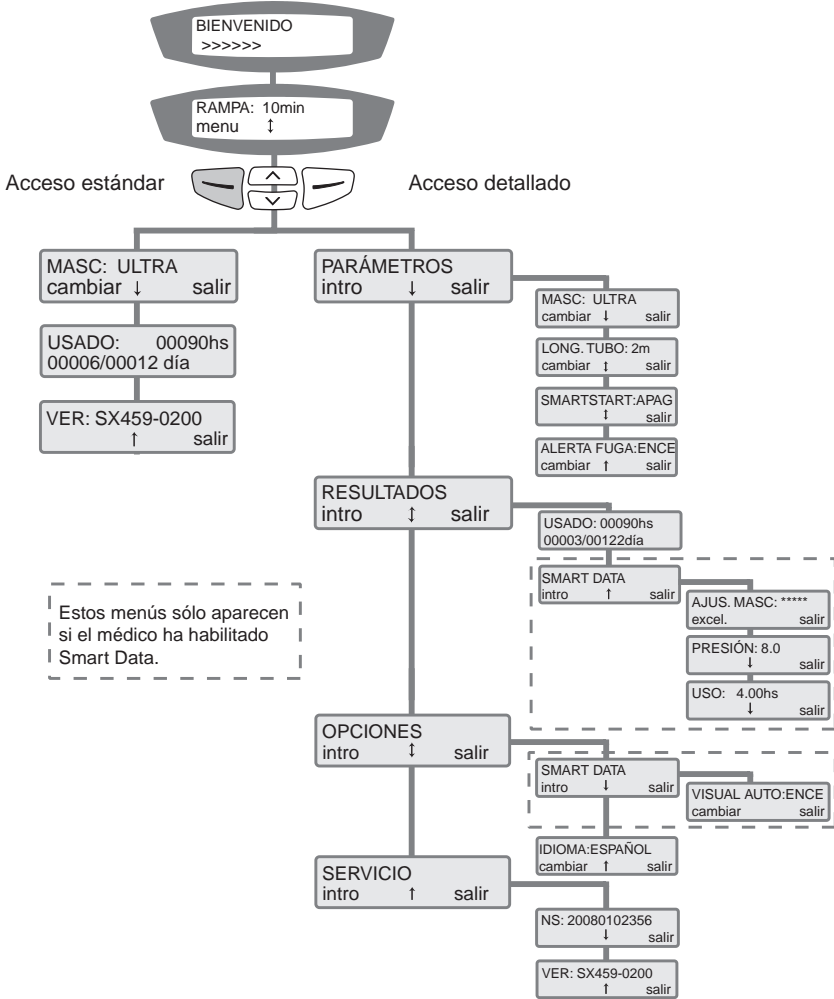 BIENVENIDO
>>>>>>
RAMPA: 10min
menu ↕
Acceso estándar
Acceso detallado
MASC: ULTRA
cambiar ↓ salir
USADO: 00090hs
00006/00012 día
VER: SX459-0200
↑ salir
PARÁMETROS
intro ↓ salir
MASC: ULTRA
cambiar ↓ salir
LONG. TUBO: 2m
cambiar ↕ salir
SMARTSTART:APAG
↕ salir
ALERTA FUGA:ENCE
cambiar ↑ salir
RESULTADOS
intro ↕ salir
USADO: 00090hs
00003/00122día
SMART DATA
intro ↑ salir
AJUS. MASC: *****
excel. salir
PRESIÓN: 8.0
↓ salir
USO: 4.00hs
↓ salir
Estos menús sólo aparecen
si el médico ha habilitado
Smart Data.
OPCIONES
intro ↕ salir
SMART DATA
intro ↓ salir
VISUAL AUTO:ENCE
cambiar salir
IDIOMA:ESPAÑOL
cambiar ↑ salir
SERVICIO
intro ↑ salir
NS: 20080102356
↓ salir
VER: SX459-0200
↑ salir